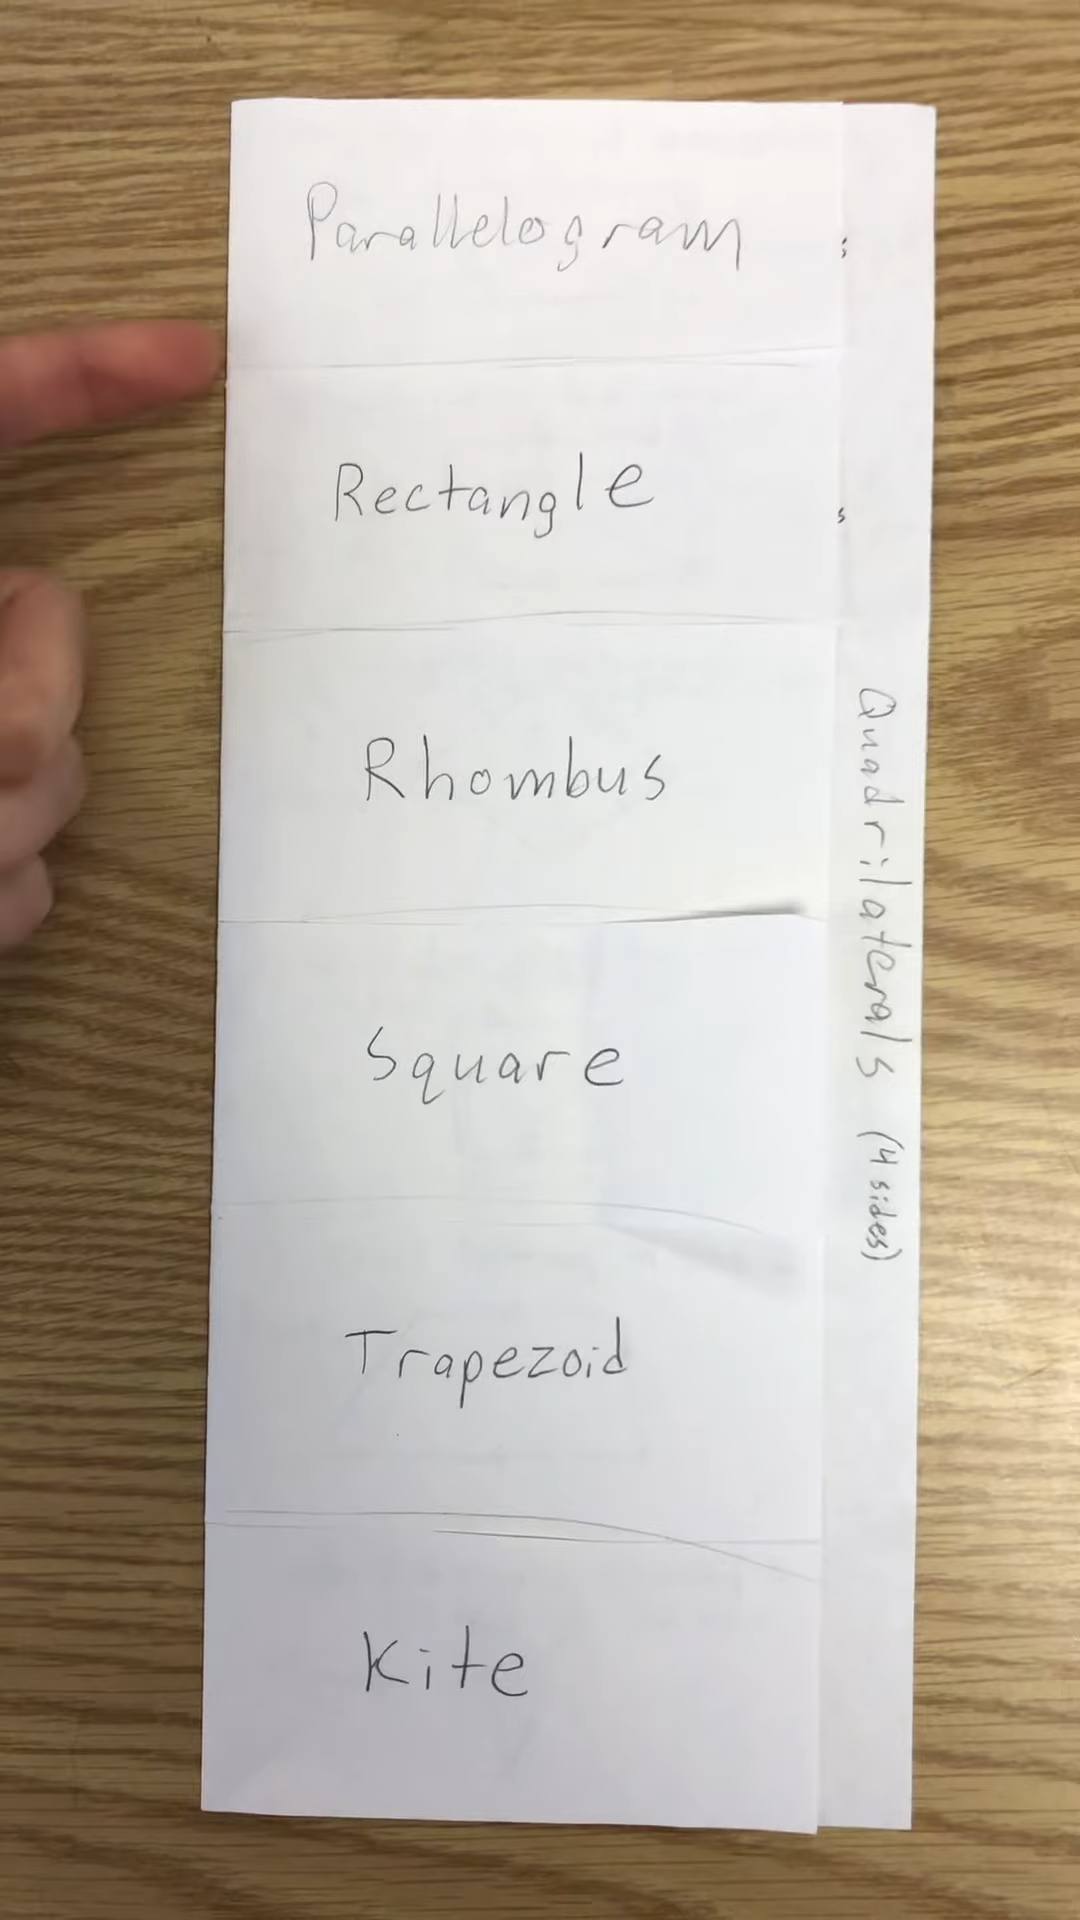 Parallelogram
Rectangle
Rhombus
Square
Trapezoid
Kite
Quadrilaterals (4 sides)